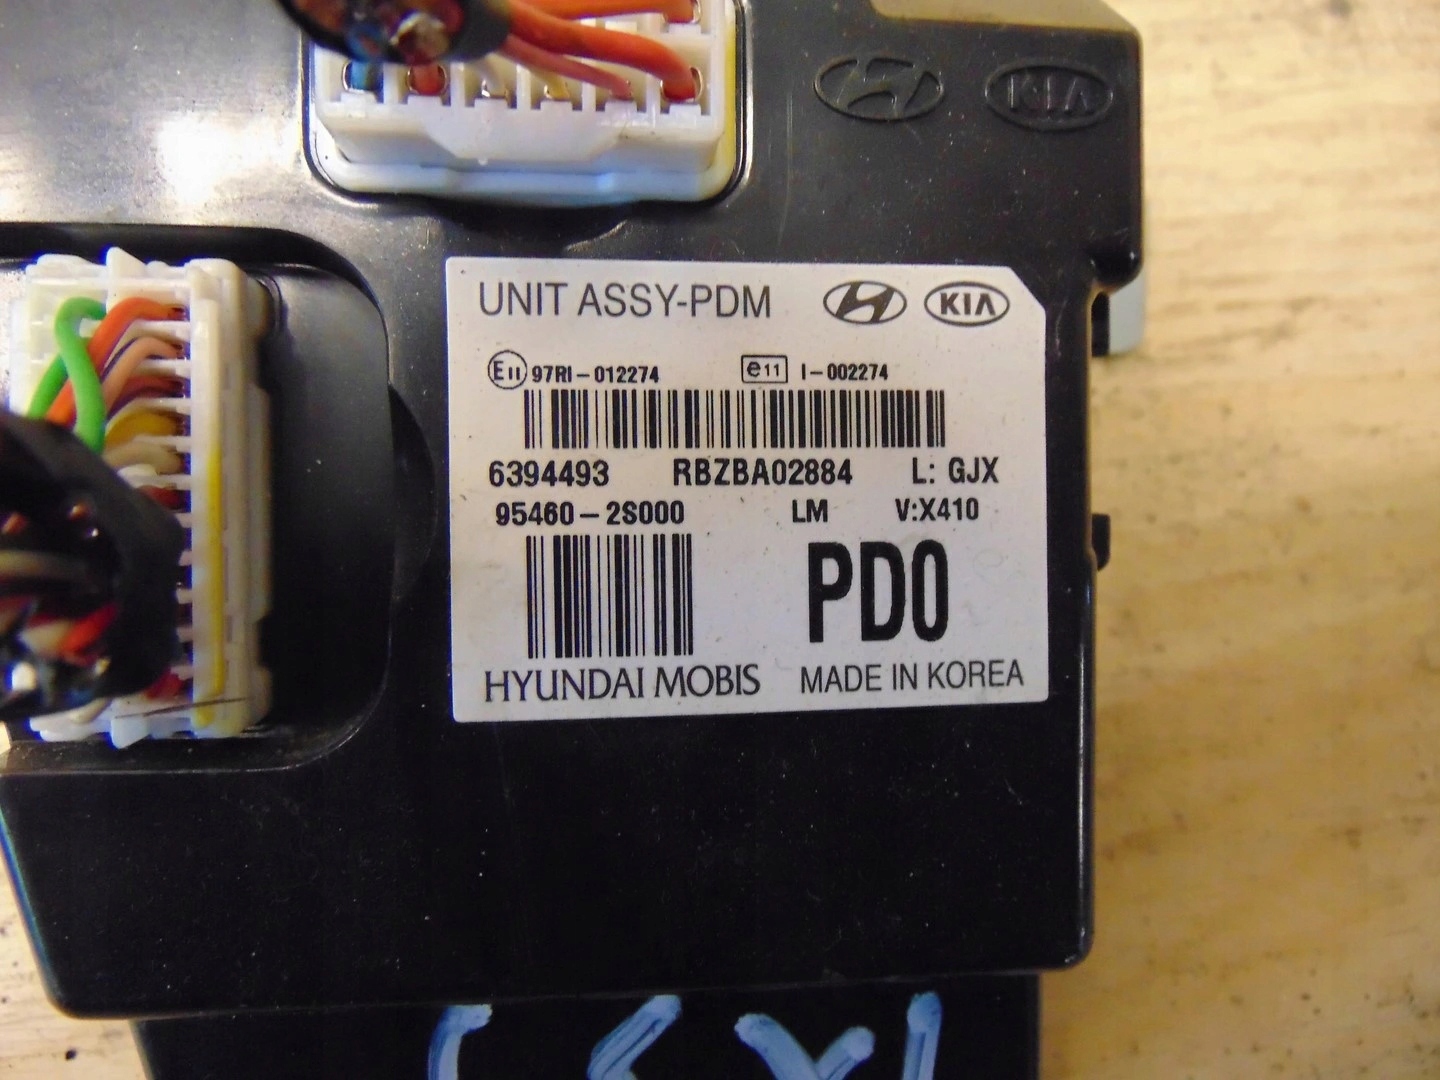 KIA
UNIT ASSY-PDM KIA
E11 97RI-012274 e11 I-002274
6394493 RBZBA02884 L: GJX
95460-2S000 LM V:X410
PD0
HYUNDAI MOBIS MADE IN KOREA